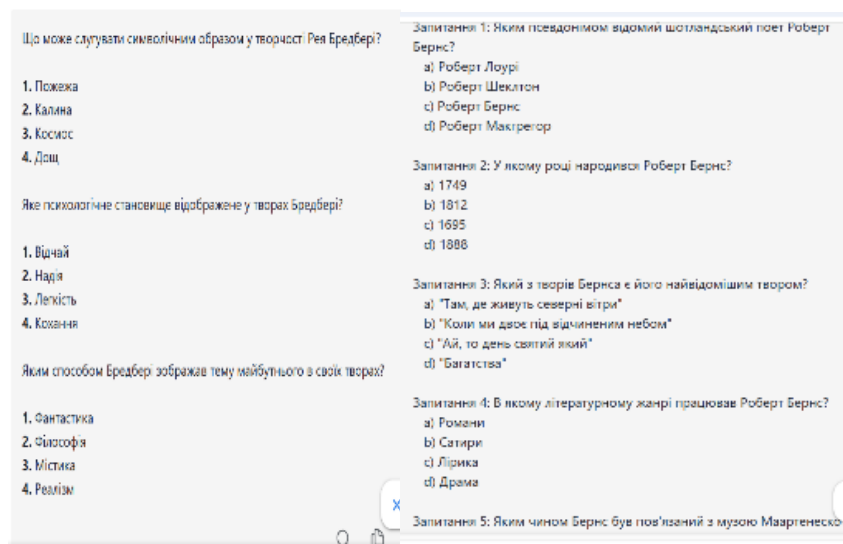 Що може слугувати символічним образом у творчості Рея Бредбері?
1. Пожежа
2. Калина
3. Космос
4. Дощ
Яке психологічне становище відображене у творах Бредбері?
1. Відчай
2. Надія
3. Легкість
4. Кохання
Яким способом Бредбері зображав тему майбутнього в своїх творах?
1. Фантастика
2. Філософія
3. Містика
4. Реалізм
Запитання 1: Яким псевдонімом відомий шотландський поет Роберт
Бернс?
a) Роберт Лоурі
b) Роберт Шеклтон
c) Роберт Бернс
d) Роберт Макгрегор
Запитання 2: У якому році народився Роберт Бернс?
a) 1749
b) 1812
c) 1695
d) 1888
Запитання 3: Який з творів Бернса є його найвідомішим твором?
a) "Там, де живуть северні вітри"
b) "Коли ми двоє під відчиненим небом"
c) "Ай, то день святий який"
d) "Багатства"
Запитання 4: В якому літературному жанрі працював Роберт Бернс?
a) Романи
b) Сатири
c) Лірика
d) Драма
Запитання 5: Яким чином Бернс був пов'язаний з музою Маартенеско